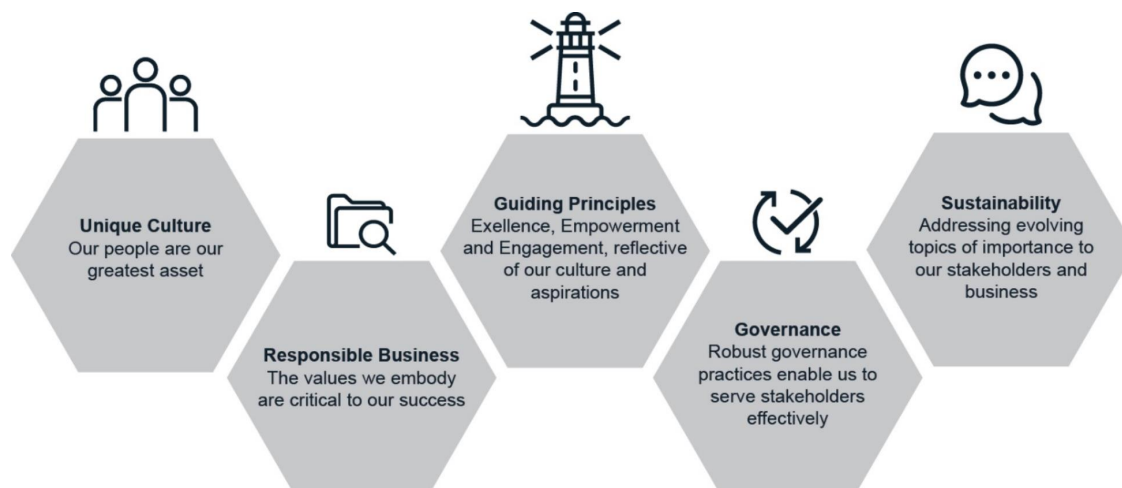 Unique Culture
Our people are our
greatest asset
Responsible Business
The values we embody
are critical to our success
Guiding Principles
Exellence, Empowerment
and Engagement, reflective
of our culture and
aspirations
Governance
Robust governance
practices enable us to
serve stakeholders
effectively
Sustainability
Addressing evolving
topics of importance to
our stakeholders and
business